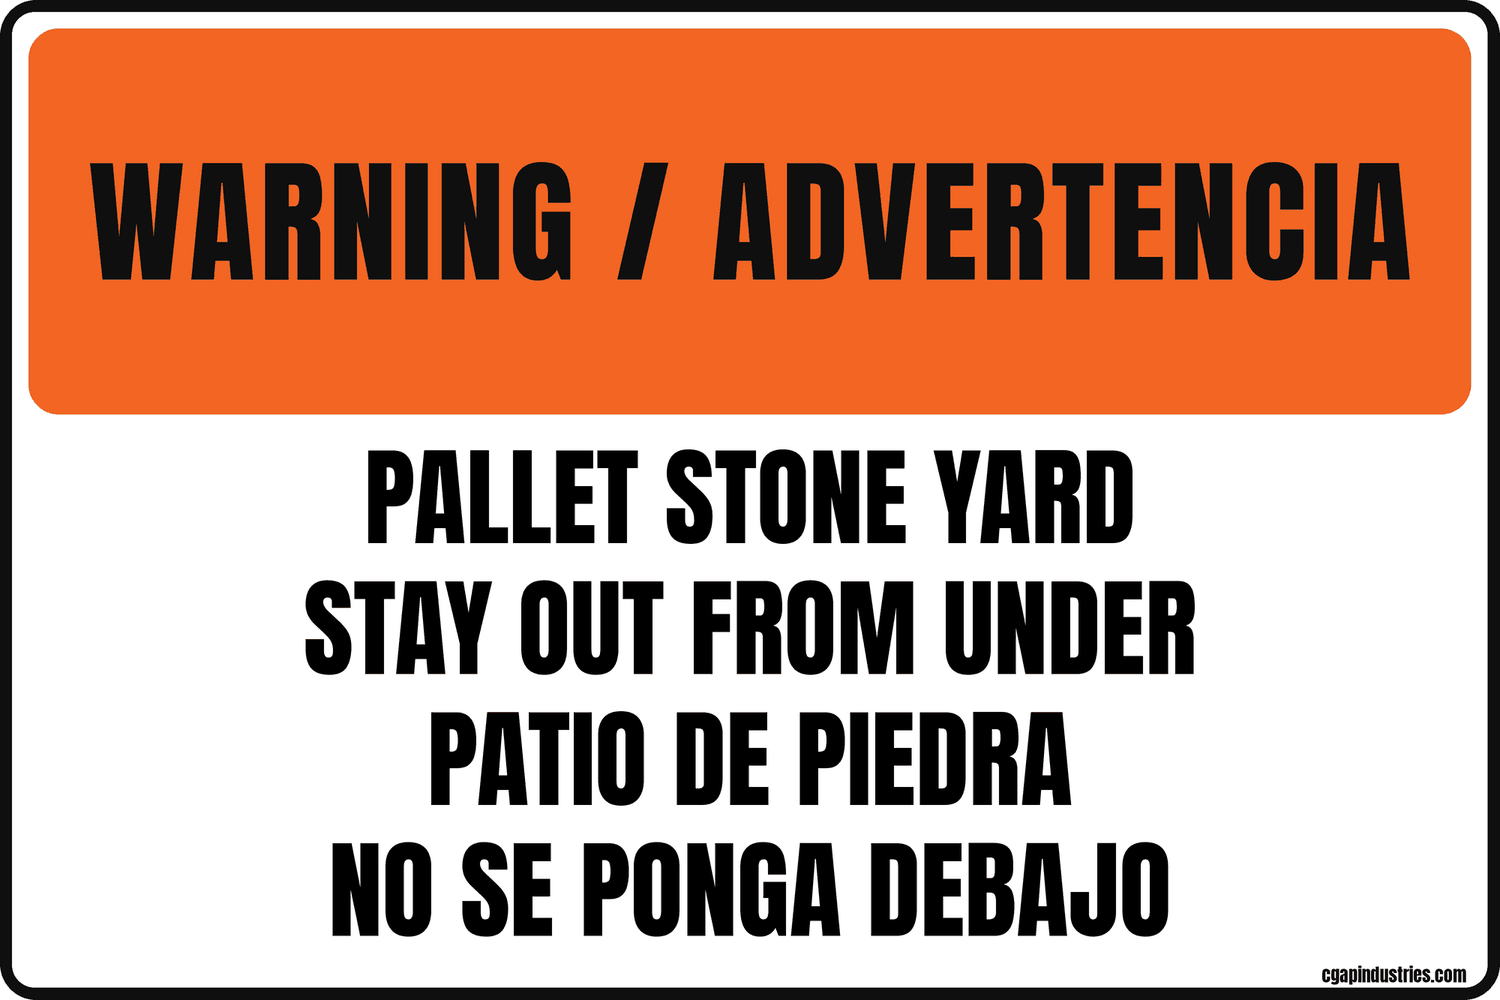 WARNING / ADVERTENCIA
PALLET STONE YARD
STAY OUT FROM UNDER
PATIO DE PIEDRA
NO SE PONGA DEBAJO
cgapindustries.com